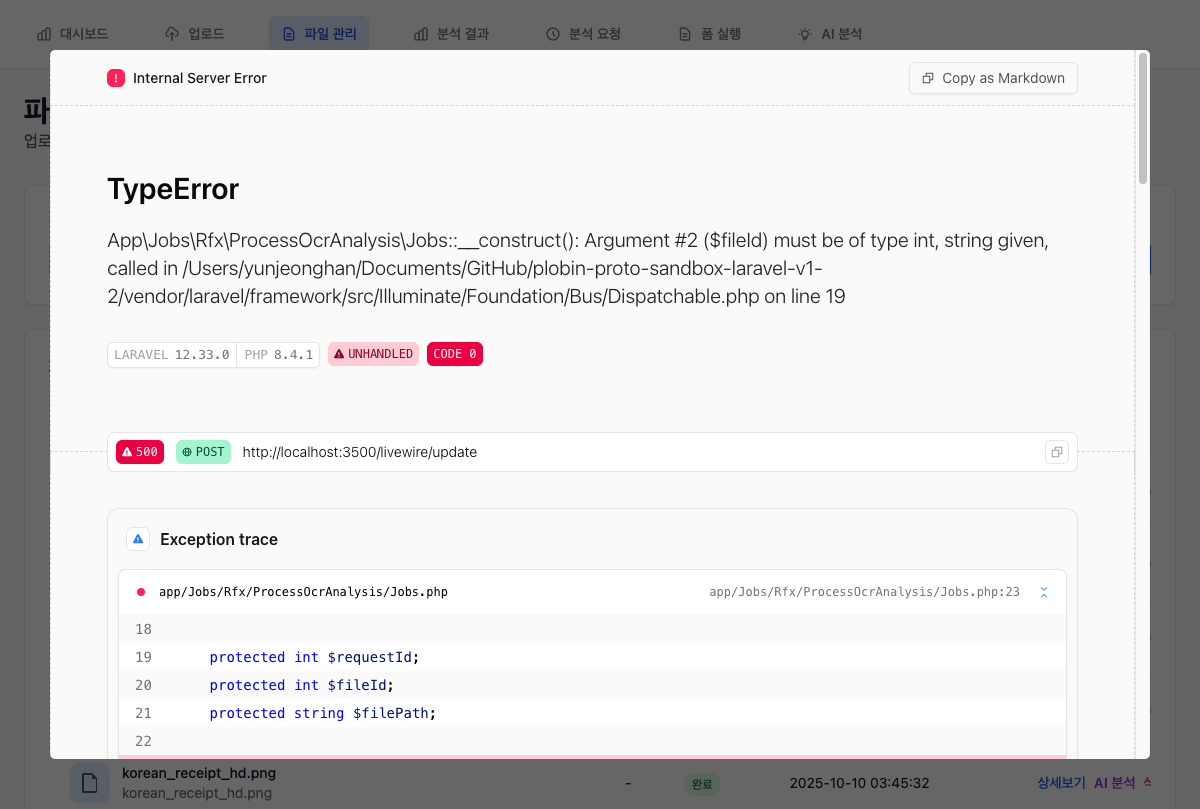 대시보드 업로드 파일 관리 분석 결과 분석 요청 폼 실행 AI 분석
파
업로
! Internal Server Error Copy as Markdown
TypeError
App\Jobs\Rfx\ProcessOcrAnalysis\Jobs::__construct(): Argument #2 ($fileId) must be of type int, string given,
called in /Users/yunjeonghan/Documents/GitHub/plobin-proto-sandbox-laravel-v1-
2/vendor/laravel/framework/src/Illuminate/Foundation/Bus/Dispatchable.php on line 19
LARAVEL 12.33.0 PHP 8.4.1 UNHANDLED CODE 0
500 POST http://localhost:3500/livewire/update
Exception trace
app/Jobs/Rfx/ProcessOcrAnalysis/Jobs.php app/Jobs/Rfx/ProcessOcrAnalysis/Jobs.php:23
18
19 protected int $requestId;
20 protected int $fileId;
21 protected string $filePath;
22
korean_receipt_hd.png - 완료 2025-10-10 03:45:32 상세보기 AI 분석
korean_receipt_hd.png